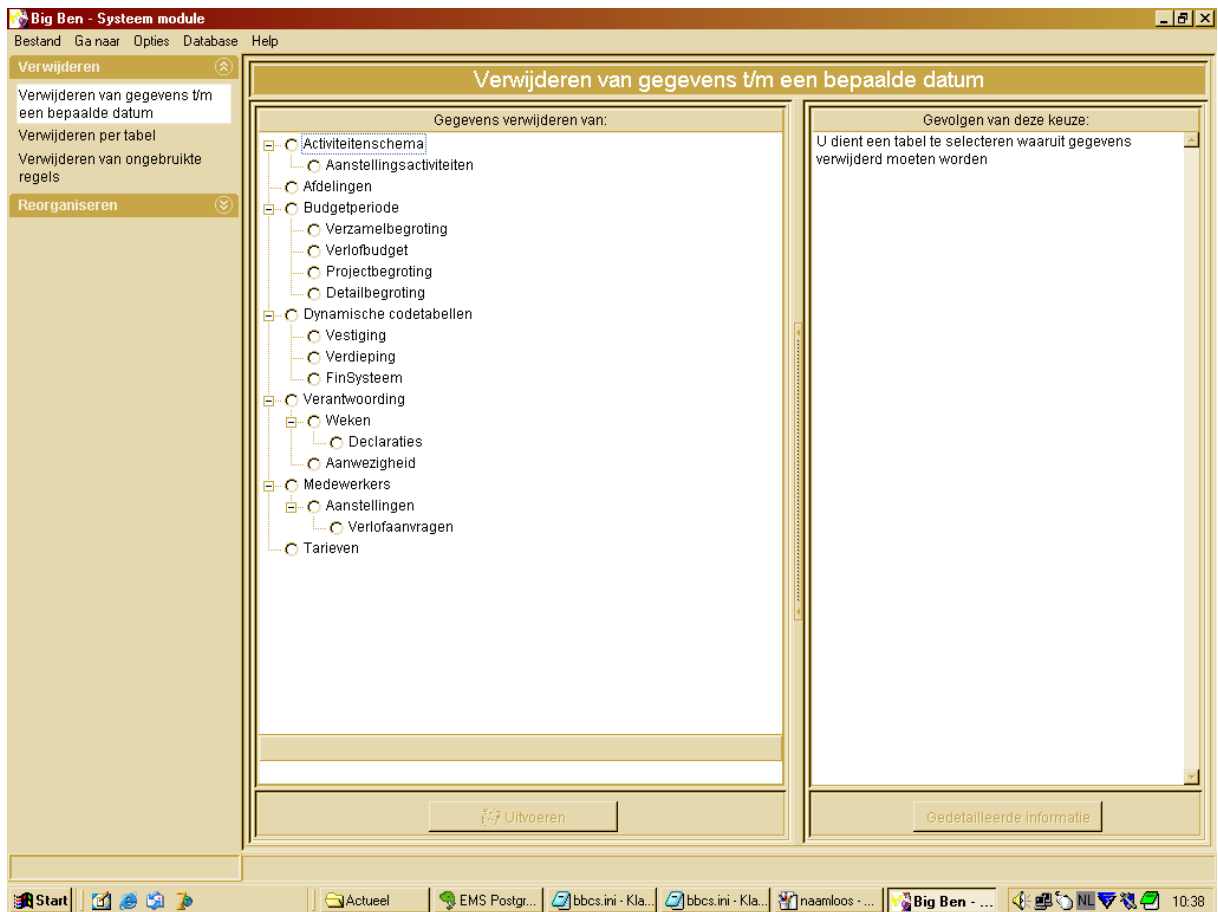 Big Ben - Systeem module
Bestand Ga naar Opties Database Help
Verwijderen
Verwijderen van gegevens t/m
een bepaalde datum
Verwijderen per tabel
Verwijderen van ongebruikte
regels
Reorganiseren
Verwijderen van gegevens t/m een bepaalde datum
Gegevens verwijderen van:
Activiteitenschema
Aanstellingsactiviteiten
Afdelingen
Budgetperiode
Verzamelbegroting
Verlofbudget
Projectbegroting
Detailbegroting
Dynamische codetabellen
Vestiging
Verdieping
FinSysteem
Verantwoording
Weken
Declaraties
Aanwezigheid
Medewerkers
Aanstellingen
Verlofaanvragen
Tarieven
Uitvoeren
Gevolgen van deze keuze:
U dient een tabel te selecteren waaruit gegevens
verwijderd moeten worden
Gedetailleerde informatie
Start Actueel EMS Postgr... bbcs.ini - Kla... bbcs.ini - Kla... naamloos - ... Big Ben - ... NL 10:38